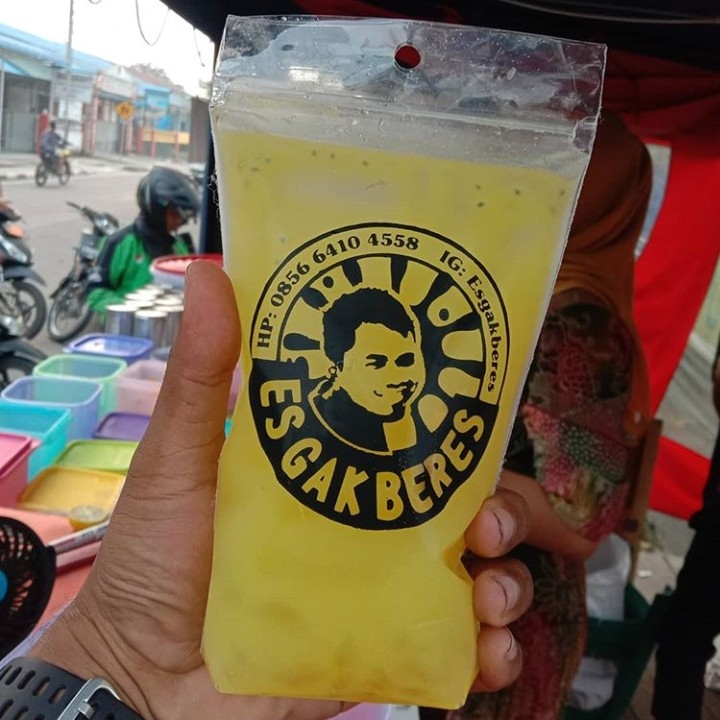 HP: 0856 6410 4558
IG: Esgakberes
ES GAK BERES